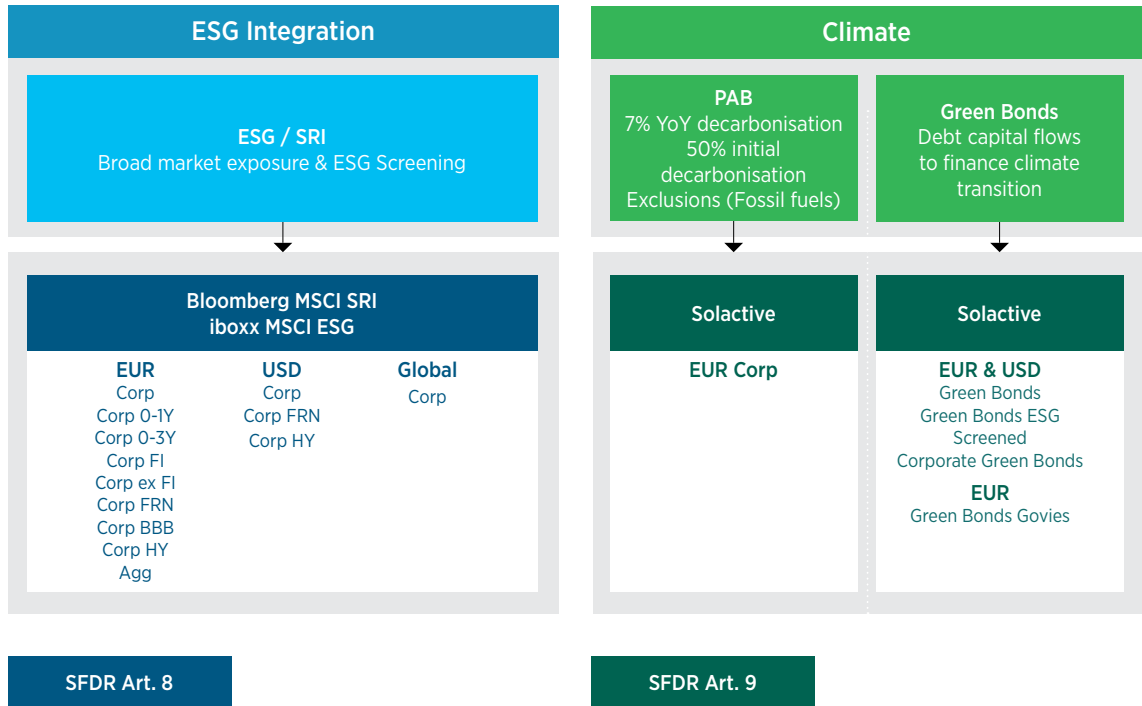 ESG Integration
ESG / SRI
Broad market exposure & ESG Screening
Bloomberg MSCI SRI
iboxx MSCI ESG
EUR
Corp
Corp 0-1Y
Corp 0-3Y
Corp FI
Corp ex FI
Corp FRN
Corp BBB
Corp HY
Agg
USD
Corp
Corp FRN
Corp HY
Global
Corp
SFDR Art. 8
Climate
PAB
7% YoY decarbonisation
50% initial
decarbonisation
Exclusions (Fossil fuels)
Solactive
EUR Corp
Green Bonds
Debt capital flows
to finance climate
transition
Solactive
EUR & USD
Green Bonds
Green Bonds ESG
Screened
Corporate Green Bonds
EUR
Green Bonds Govies
SFDR Art. 9